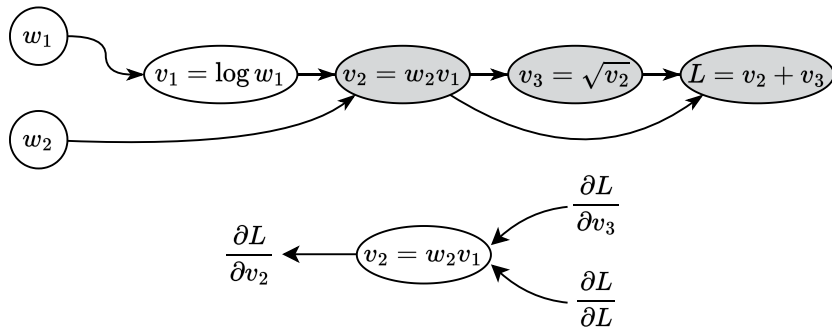 w₁
v₁ = log w₁
v₂ = w₂v₁
v₃ = √v₂
L = v₂ + v₃
w₂
∂L/∂v₃
∂L/∂v₂
v₂ = w₂v₁
∂L/∂L